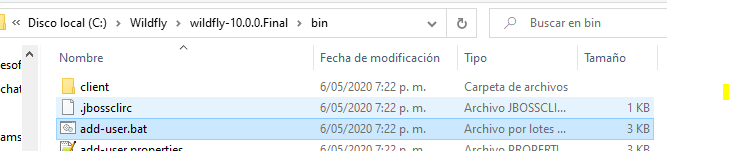 « Disco local (C:) > Wildfly > wildfly-10.0.0.Final > bin
Buscar en bin
Nombre Fecha de modificación Tipo Tamaño
esof
chat
ams
client 6/05/2020 7:22 p. m. Carpeta de archivos
.jbossclirc 6/05/2020 7:22 p. m. Archivo JBOSSCLI... 1 KB
add-user.bat 6/05/2020 7:22 p. m. Archivo por lotes ... 3 KB
add-user.properties 6/05/2020 7:22 p. m. Archivo PROPERTI... 3 KB